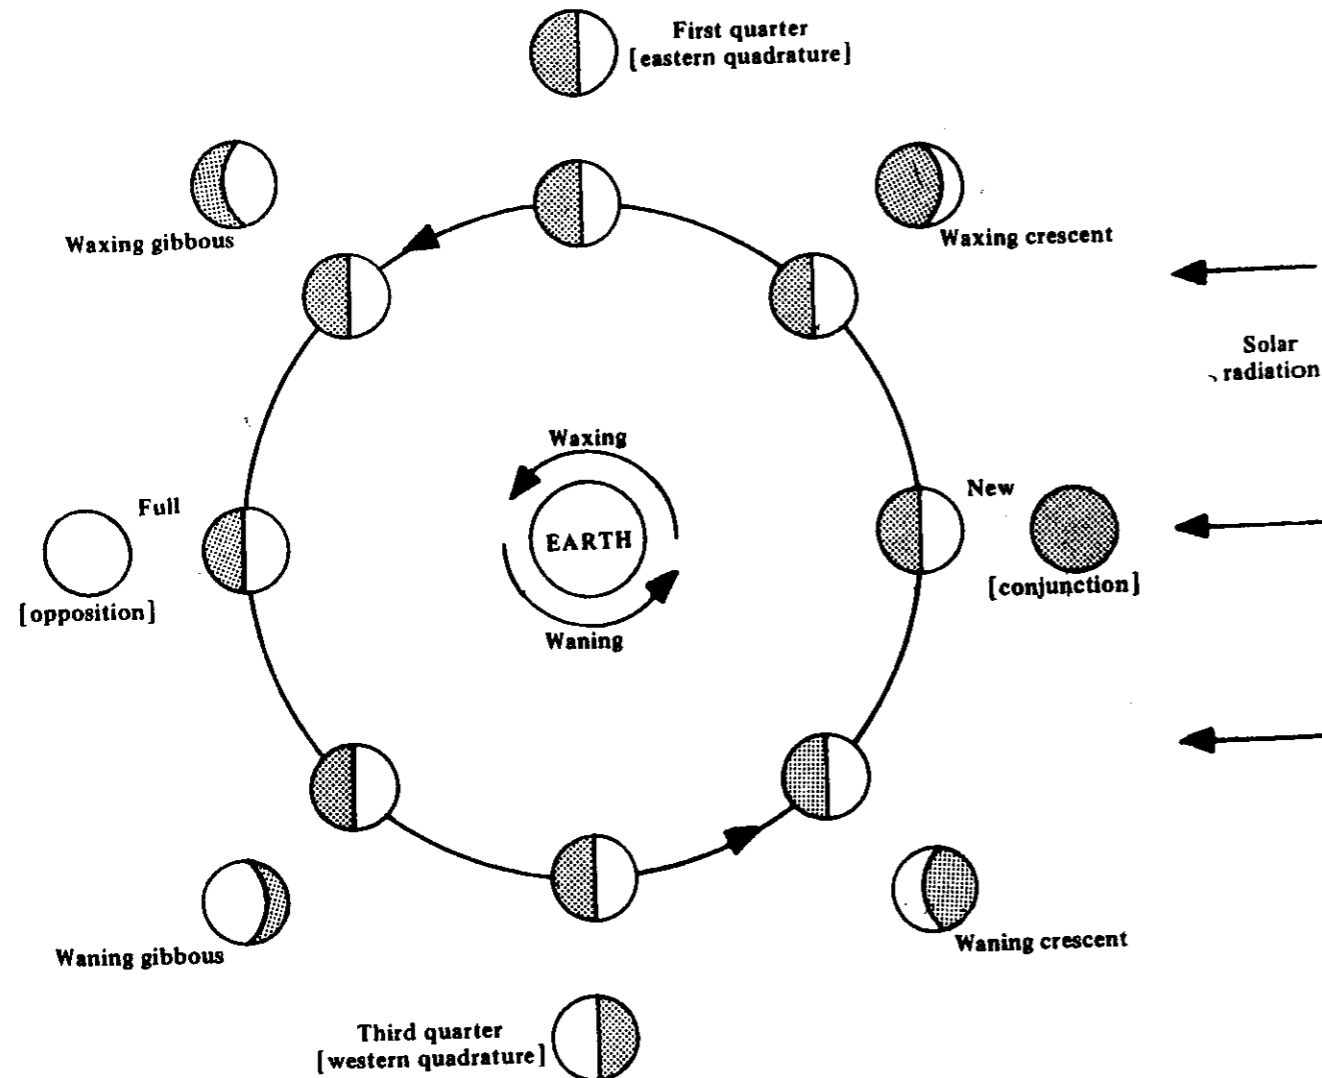 First quarter
[eastern quadrature]
Waxing gibbous
Waxing crescent
Solar
radiation
Waxing
Full
New
EARTH
[opposition]
[conjunction]
Waning
Waning gibbous
Waning crescent
Third quarter
[western quadrature]